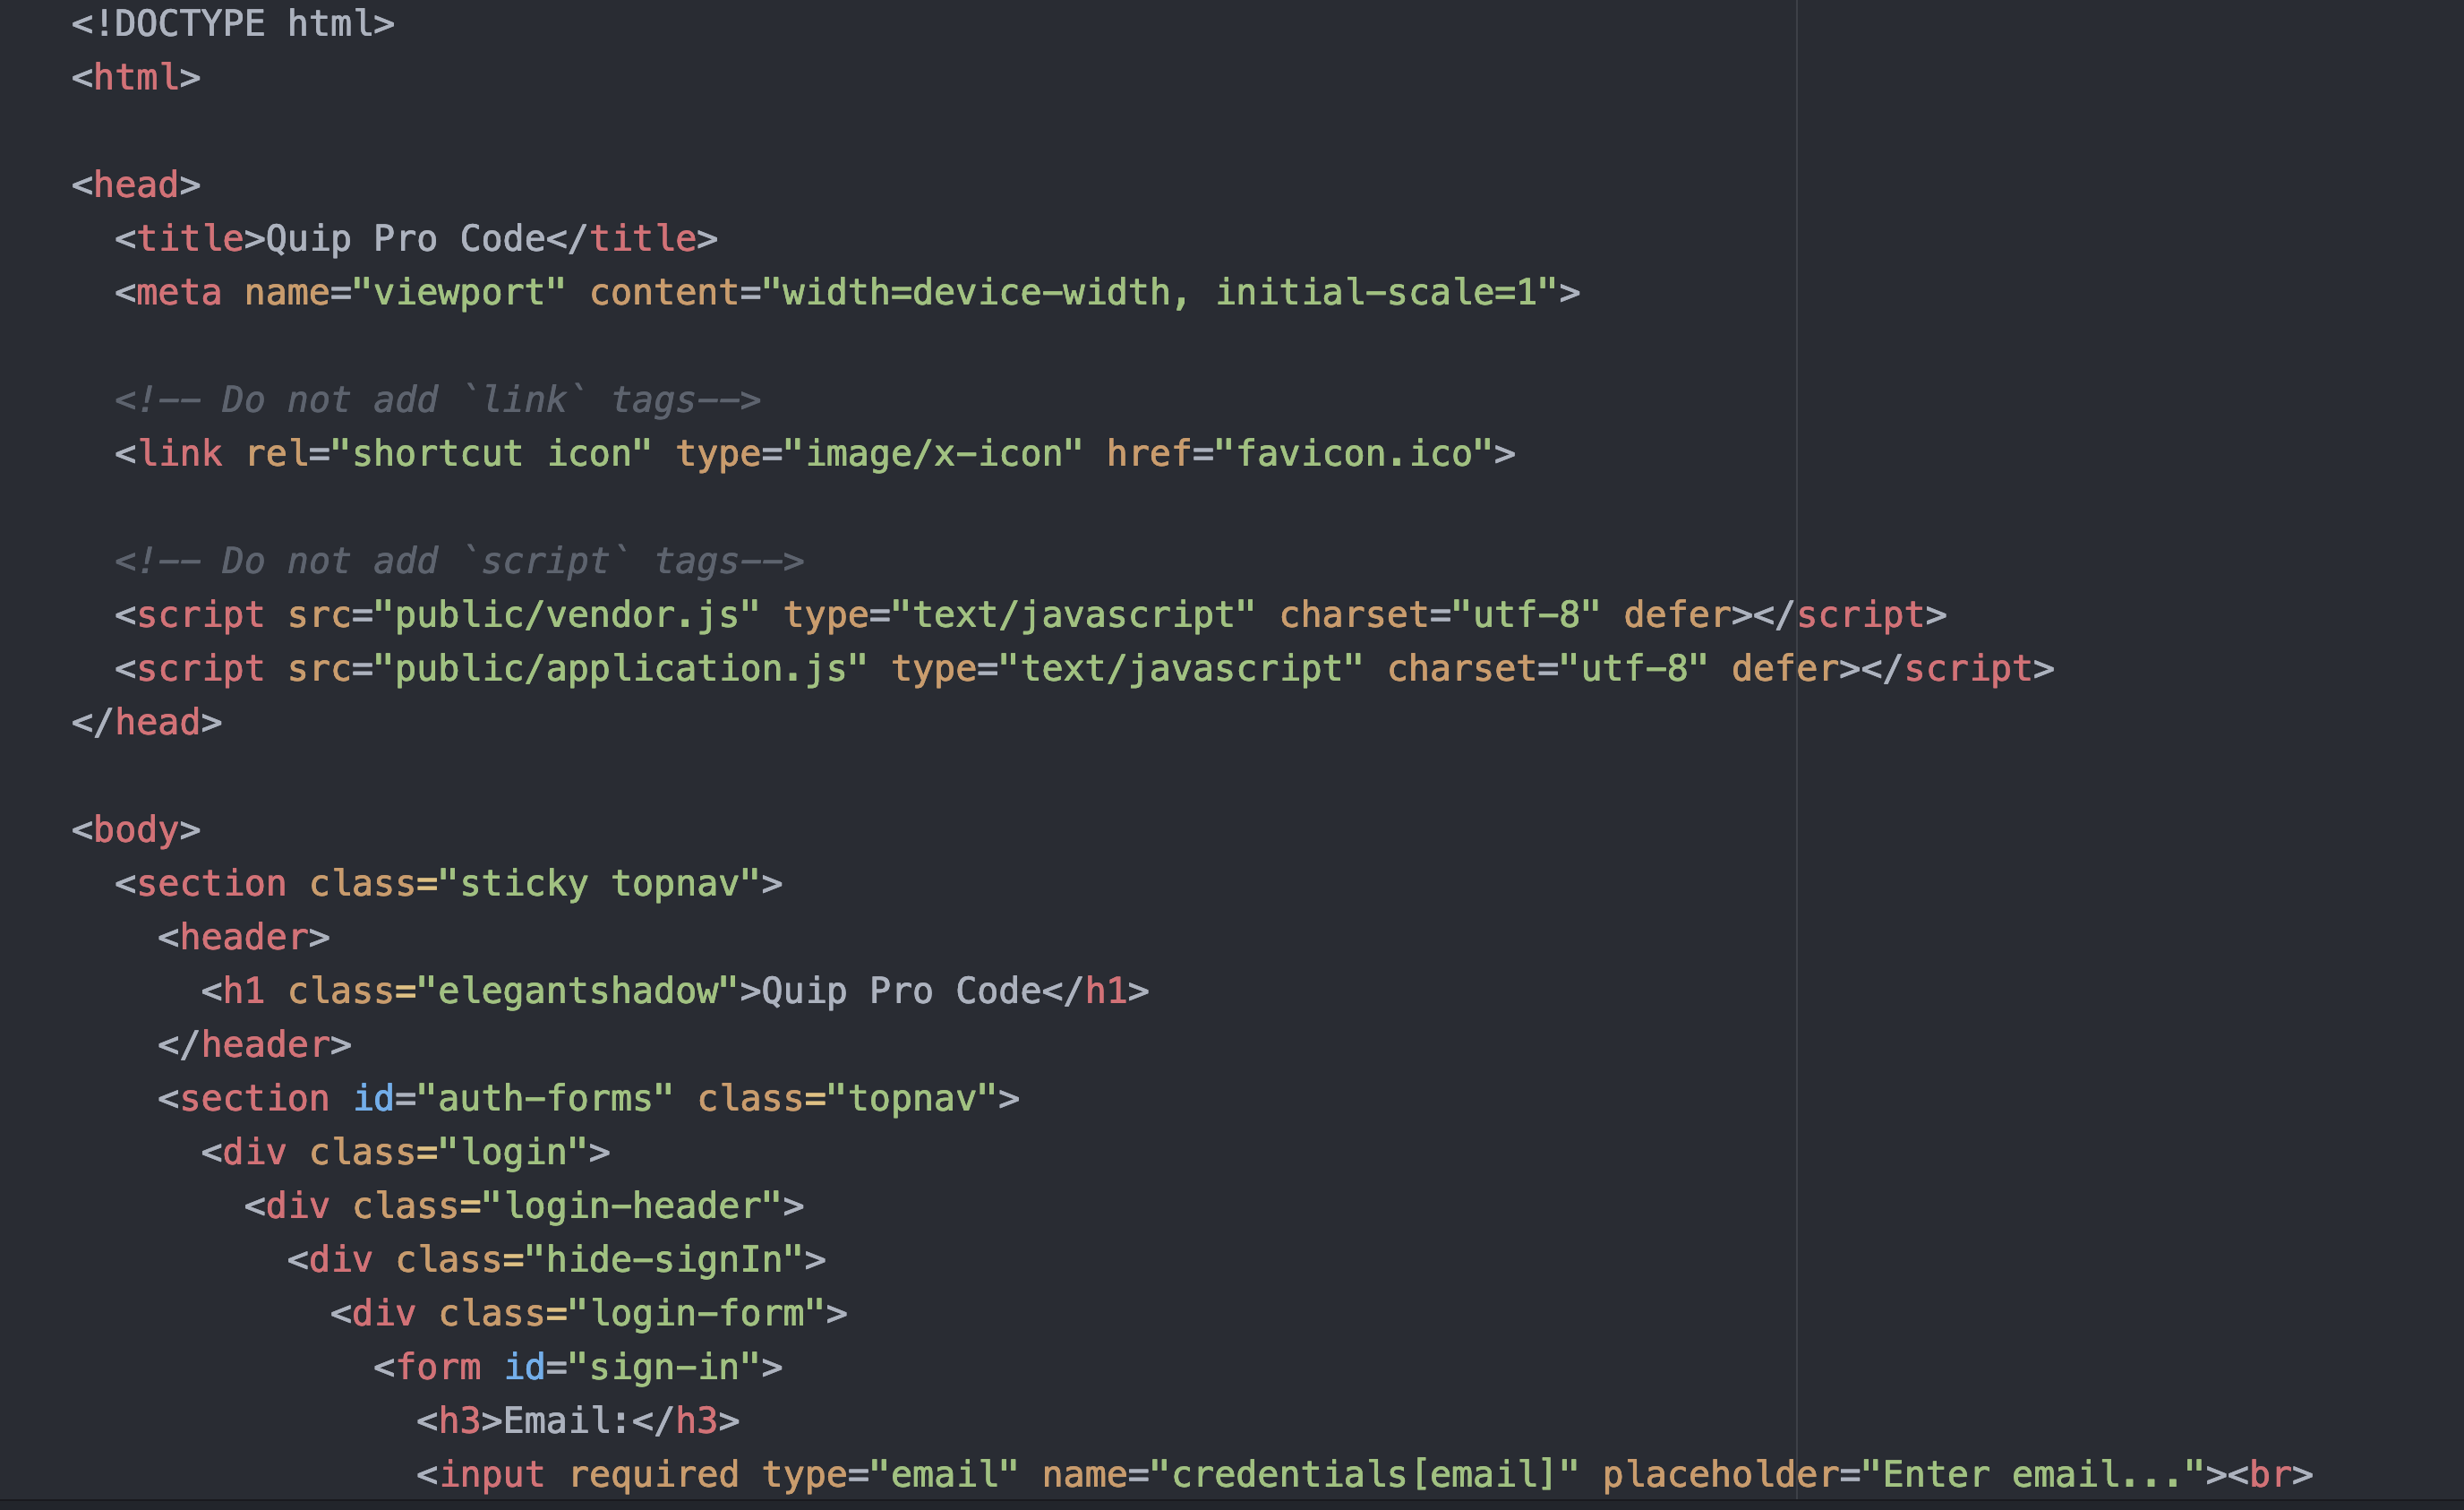 <!DOCTYPE html>
<html>
<head>
<title>Quip Pro Code</title>
<meta name="viewport" content="width=device-width, initial-scale=1">
<!-- Do not add `link` tags-->
<link rel="shortcut icon" type="image/x-icon" href="favicon.ico">
<!-- Do not add `script` tags-->
<script src="public/vendor.js" type="text/javascript" charset="utf-8" defer></script>
<script src="public/application.js" type="text/javascript" charset="utf-8" defer></script>
</head>
<body>
<section class="sticky topnav">
<header>
<h1 class="elegantshadow">Quip Pro Code</h1>
</header>
<section id="auth-forms" class="topnav">
<div class="login">
<div class="login-header">
<div class="hide-signIn">
<div class="login-form">
<form id="sign-in">
<h3>Email:</h3>
<input required type="email" name="credentials[email]" placeholder="Enter email..."><br>